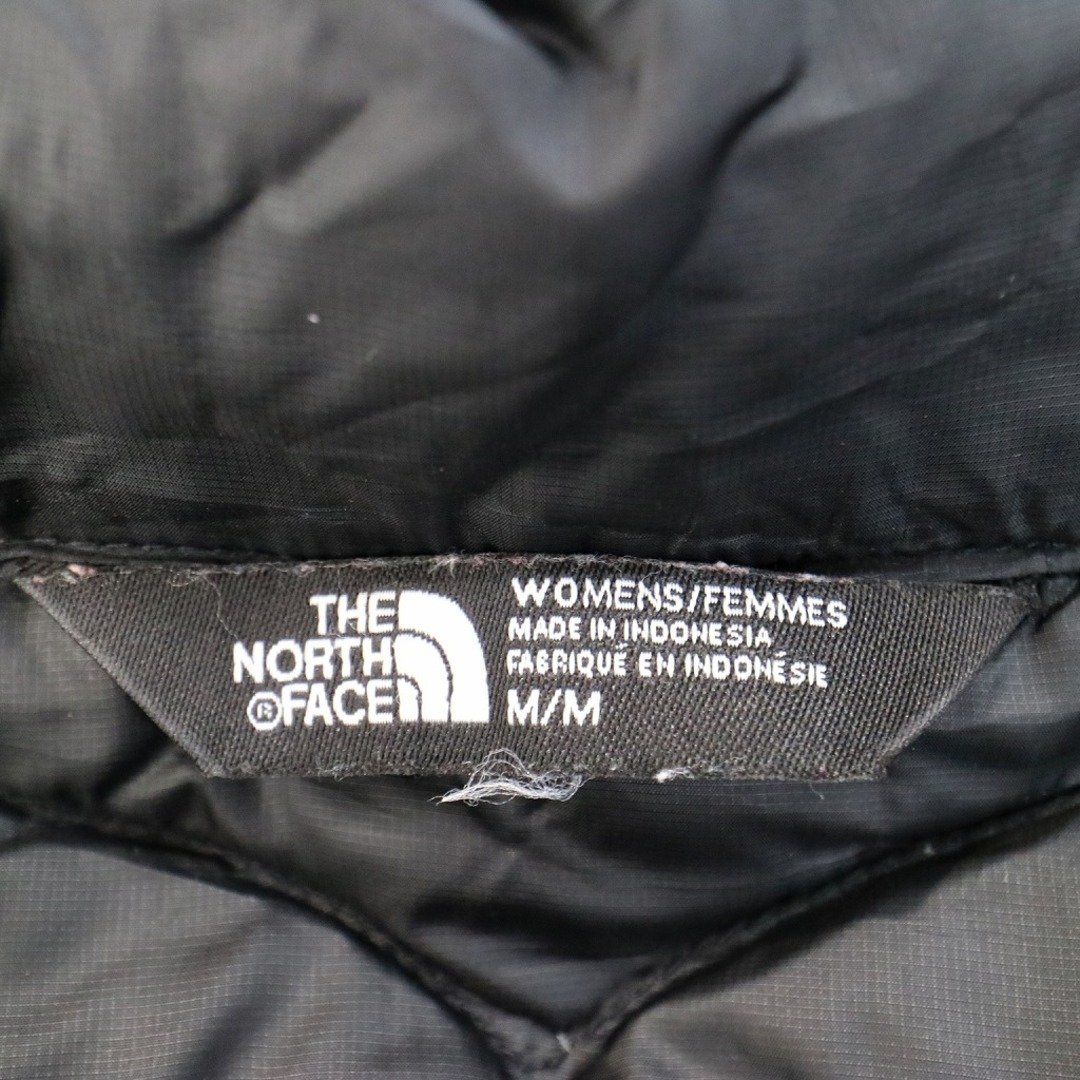 THE
NORTH
®FACE
WOMENS/FEMMES
MADE IN INDONESIA
FABRIQUÉ EN INDONÉSIE
M/M